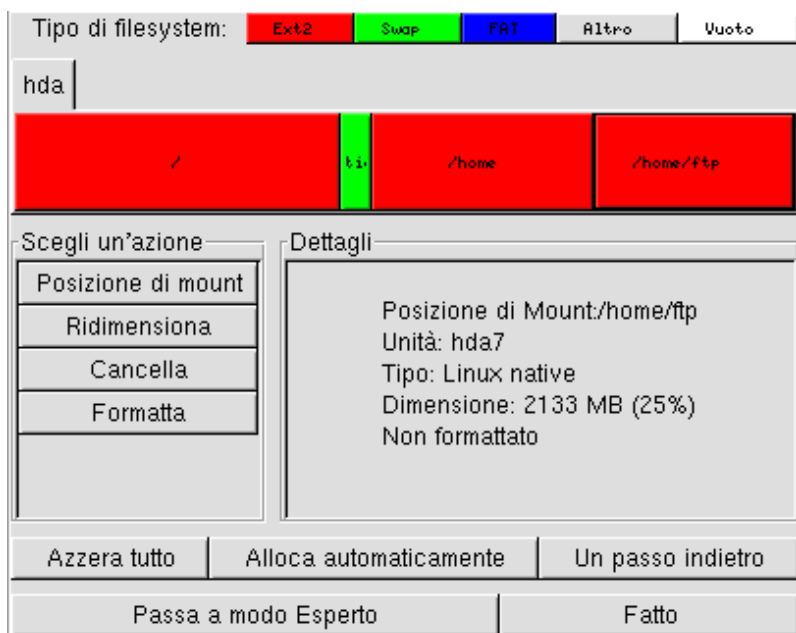 Tipo di filesystem: Ext2 Swap FAT Altro Vuoto
hda
/ /home /home/ftp
Scegli un'azione
Posizione di mount
Ridimensiona
Cancella
Formatta
Dettagli
Posizione di Mount:/home/ftp
Unità: hda7
Tipo: Linux native
Dimensione: 2133 MB (25%)
Non formattato
Azzera tutto Alloca automaticamente Un passo indietro
Passa a modo Esperto Fatto